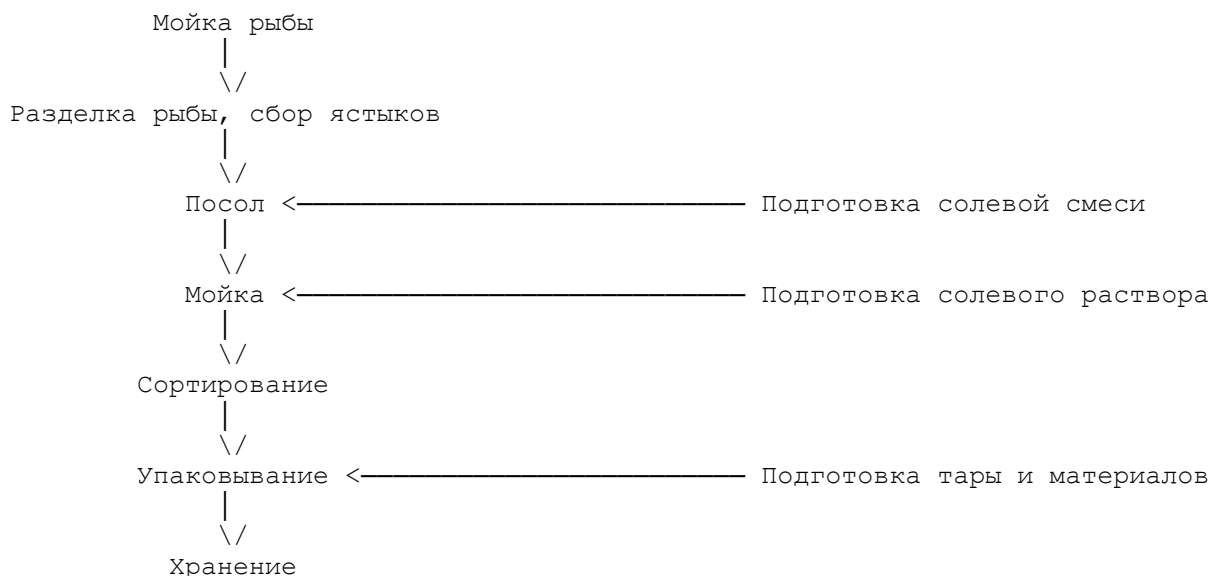 Мойка рыбы
Разделка рыбы, сбор ястыков
Посол <—————————————— Подготовка солевой смеси
Мойка <—————————————— Подготовка солевого раствора
Сортирование
Упаковывание <———————————— Подготовка тары и материалов
Хранение